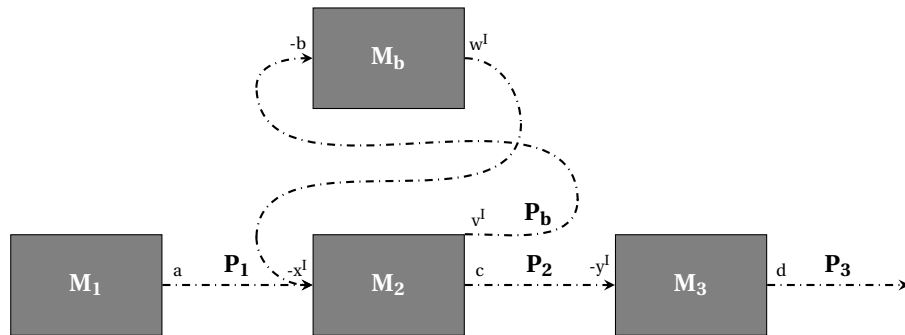 -b M_b w^I
v^I P_b
a P_1 -x^I c P_2 -y^I d P_3
M_1 M_2 M_3